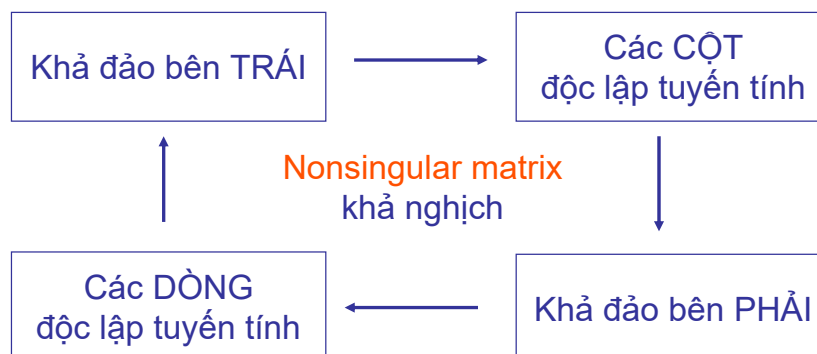 Khả đảo bên TRÁI
Các CỘT
độc lập tuyến tính
Nonsingular matrix
khả nghịch
Các DÒNG
độc lập tuyến tính
Khả đảo bên PHẢI